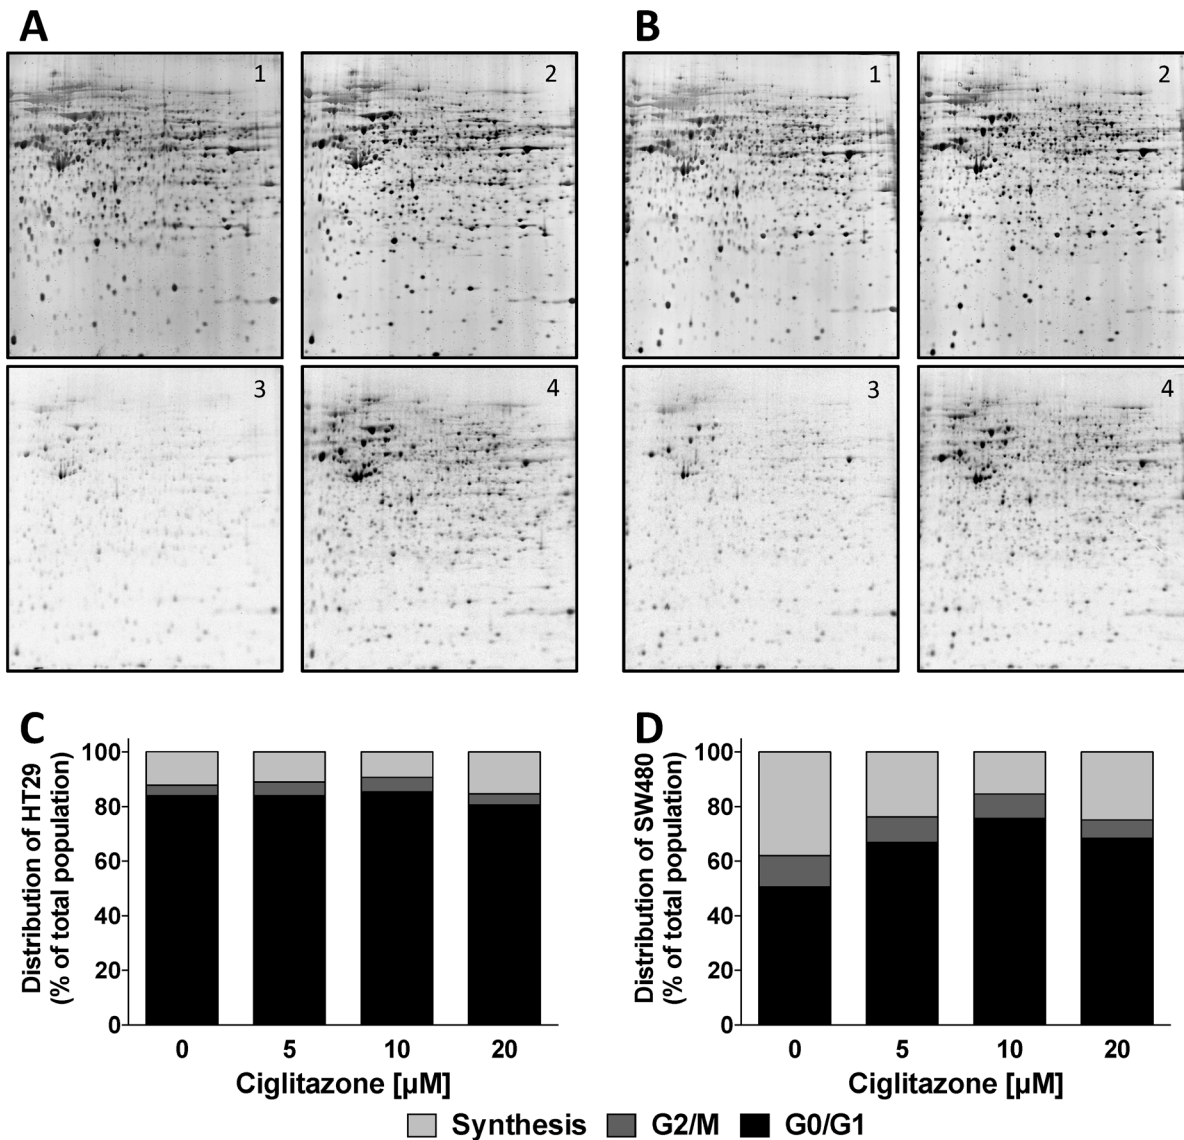 A
B
1
2
1
2
3
4
3
4
C
D
Distribution of HT29
(% of total population)
100
80
60
40
20
0
0 5 10 20
Ciglitazone [µM]
Distribution of SW480
(% of total population)
100
80
60
40
20
0
0 5 10 20
Ciglitazone [µM]
Synthesis G2/M G0/G1